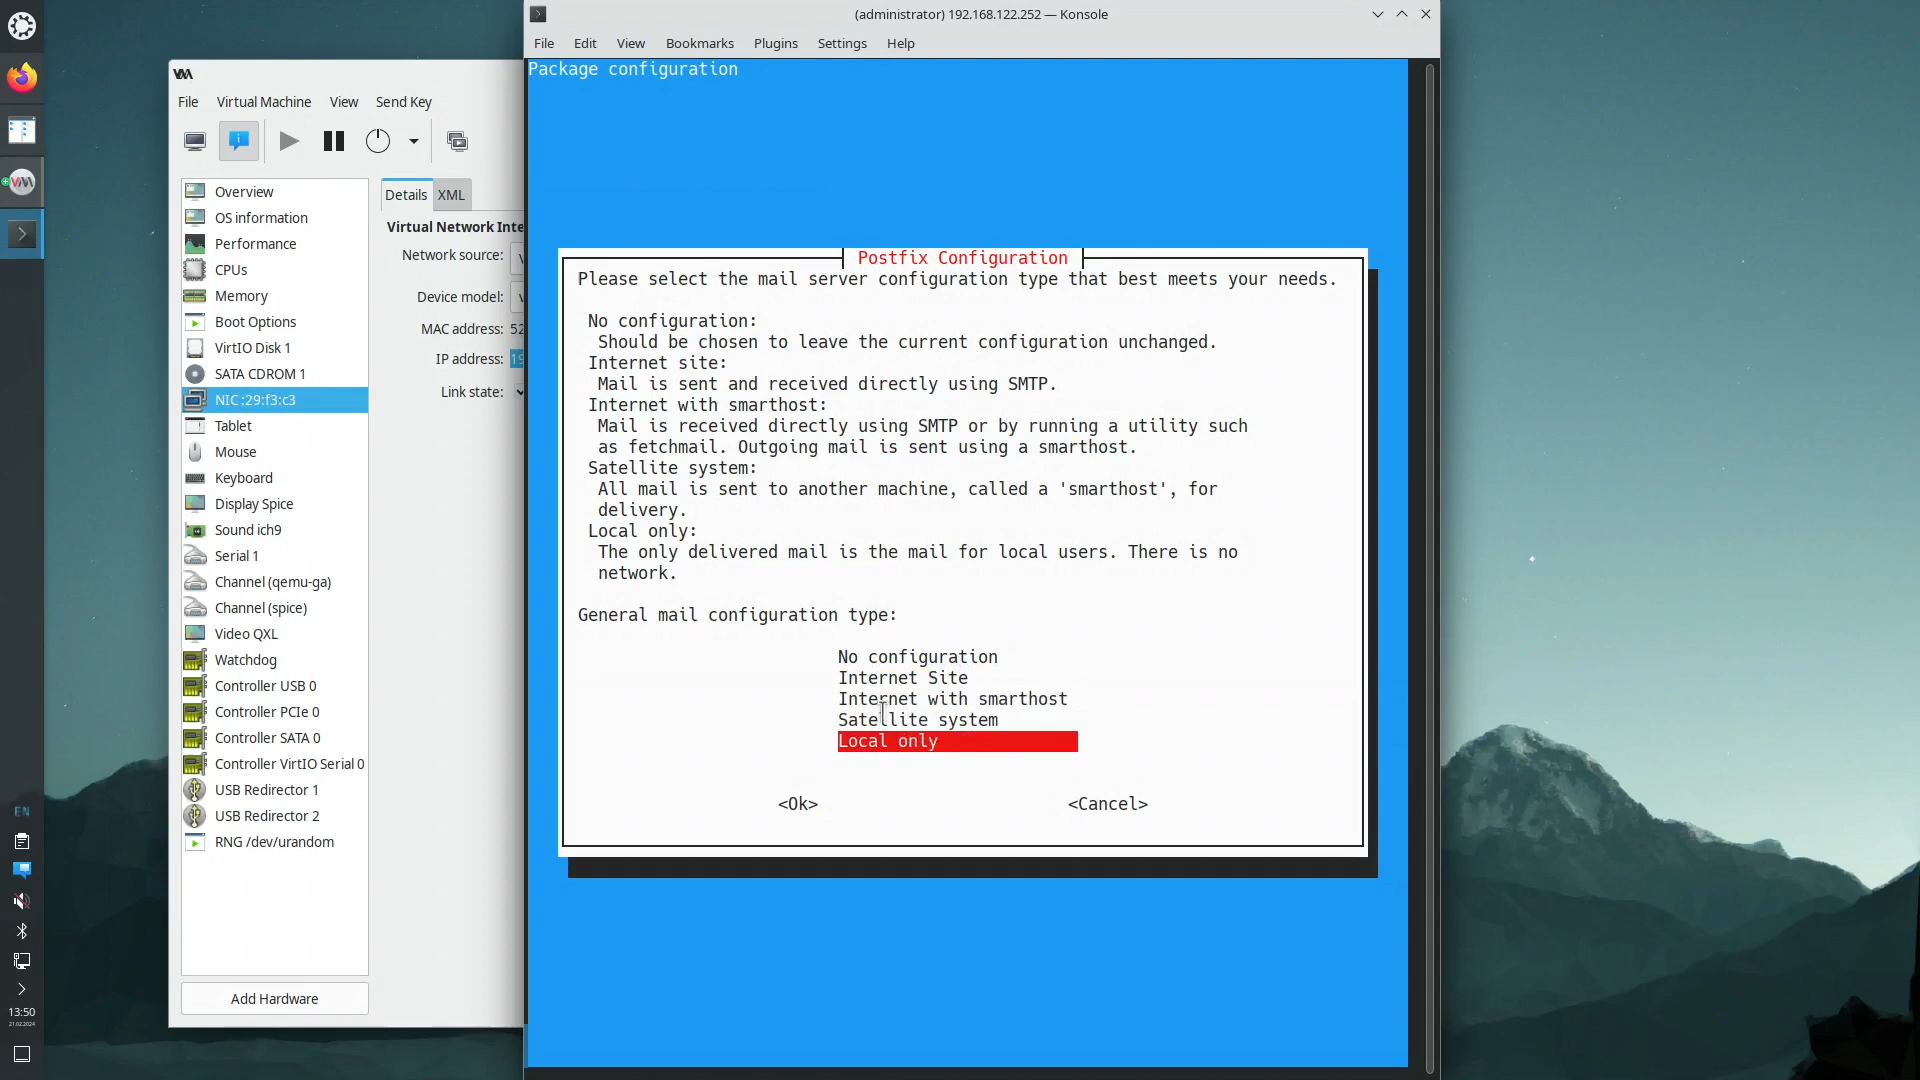 (administrator) 192.168.122.252 — Konsole
File Edit View Bookmarks Plugins Settings Help
Package configuration
Postfix Configuration
Please select the mail server configuration type that best meets your needs.
No configuration:
Should be chosen to leave the current configuration unchanged.
Internet site:
Mail is sent and received directly using SMTP.
Internet with smarthost:
Mail is received directly using SMTP or by running a utility such
as fetchmail. Outgoing mail is sent using a smarthost.
Satellite system:
All mail is sent to another machine, called a 'smarthost', for
delivery.
Local only:
The only delivered mail is the mail for local users. There is no
network.
General mail configuration type:
No configuration
Internet Site
Internet with smarthost
Satellite system
Local only
<Ok> <Cancel>
File Virtual Machine View Send Key
Overview
OS information
Performance
CPUs
Memory
Boot Options
VirtIO Disk 1
SATA CDROM 1
NIC :29:f3:c3
Tablet
Mouse
Keyboard
Display Spice
Sound ich9
Serial 1
Channel (qemu-ga)
Channel (spice)
Video QXL
Watchdog
Controller USB 0
Controller PCIe 0
Controller SATA 0
Controller VirtIO Serial 0
USB Redirector 1
USB Redirector 2
RNG /dev/urandom
Add Hardware
Details XML
Virtual Network Inte
Network source:
Device model:
MAC address: 52
IP address: 19
Link state:
EN
13:50
21.02.2024